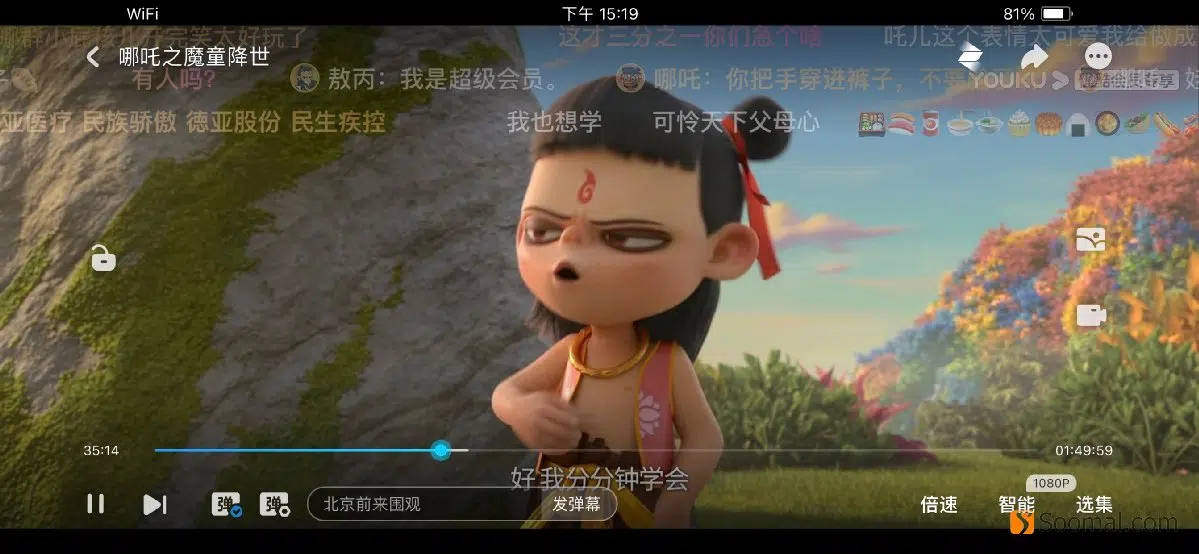 WiFi 下午 15:19 81%
哪吒之魔童降世
这才三分之一你们急个啥
吒儿这个表情太可爱我给做成
有人吗?
敖丙：我是超级会员。
哪吒：你把手穿进裤子，不要
YOUKU
亚医疗 民族骄傲 德亚股份 民生疾控
我也想学
可怜天下父母心
35:14 01:49:59
好 我分分钟学会
1080P
弹 弹 北京前来围观 发弹幕 倍速 智能 选集
Soomal.com